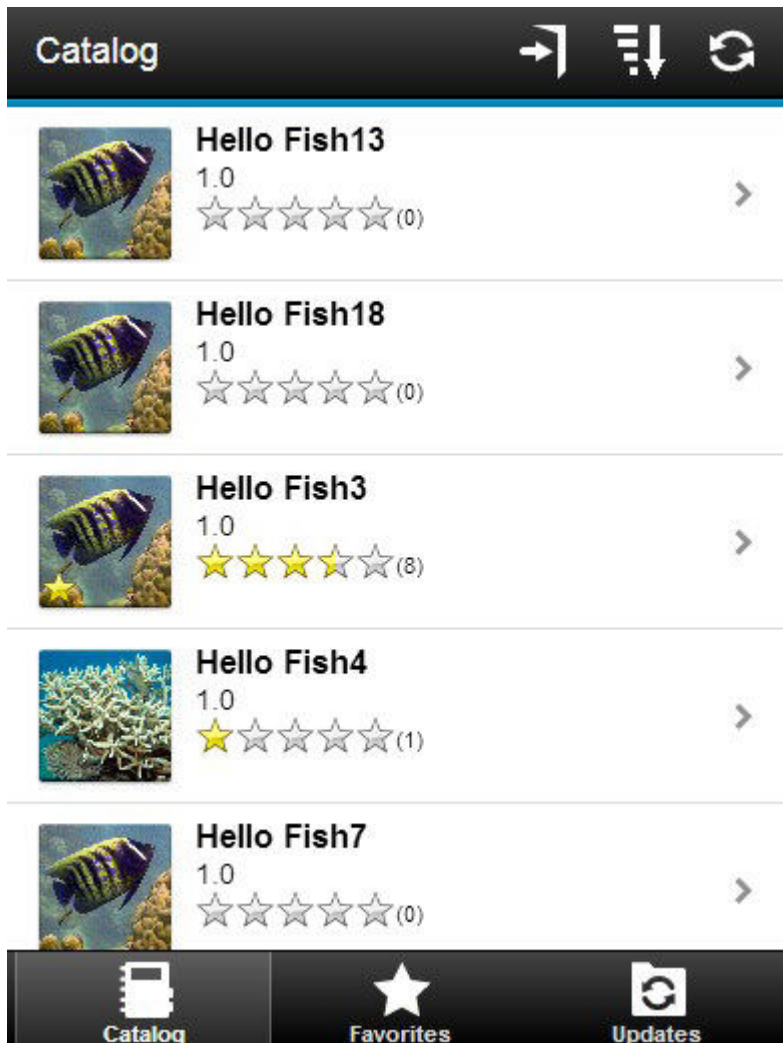 Catalog
Hello Fish13
1.0
(0)
Hello Fish18
1.0
(0)
Hello Fish3
1.0
(8)
Hello Fish4
1.0
(1)
Hello Fish7
1.0
(0)
Catalog Favorites Updates